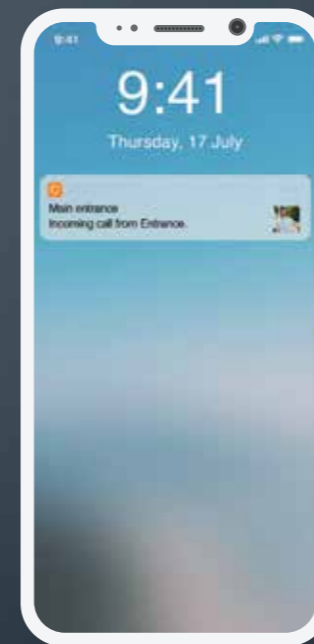 9:41
9:41
Thursday, 17 July
Main entrance
Incoming call from Entrance.